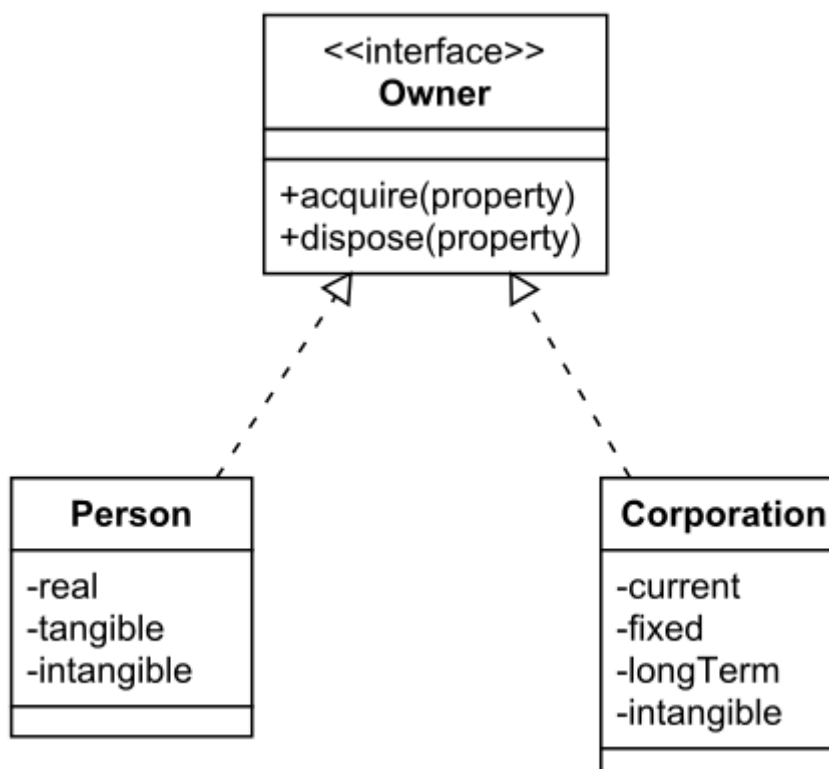 <<interface>>
Owner
+acquire(property)
+dispose(property)
Person
-real
-tangible
-intangible
Corporation
-current
-fixed
-longTerm
-intangible